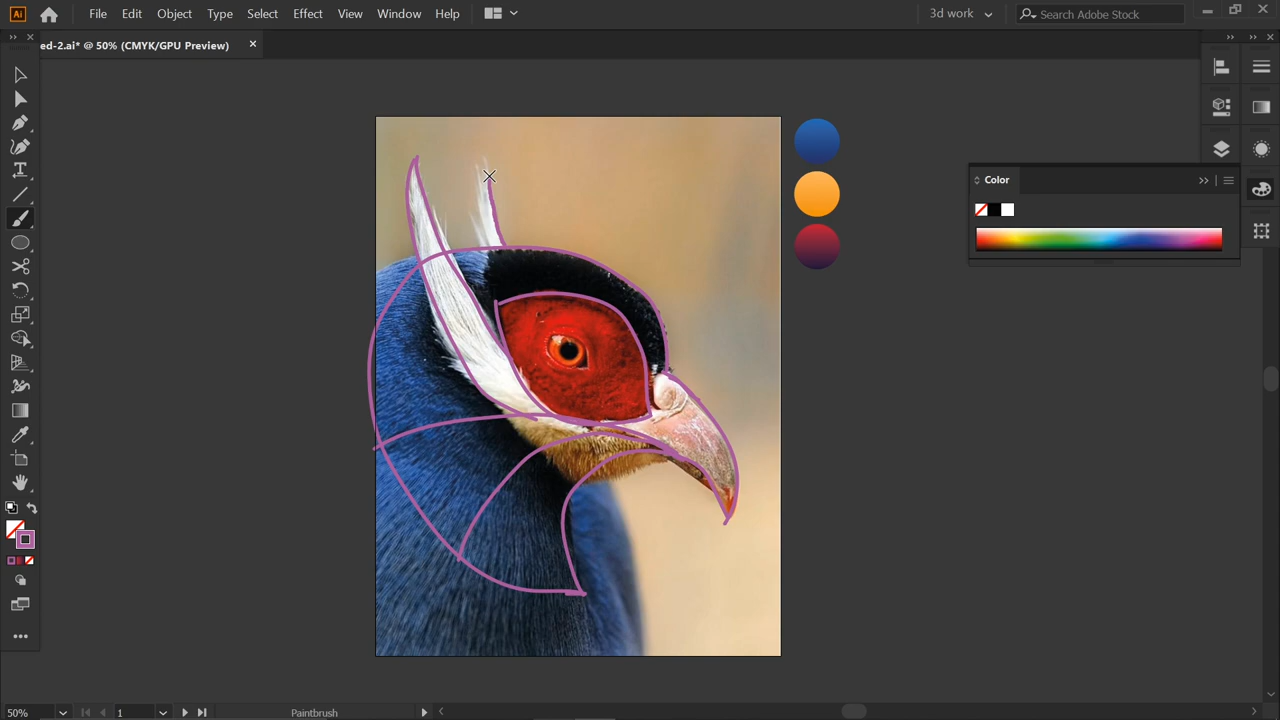 Ai File Edit Object Type Select Effect View Window Help 3d work Search Adobe Stock
ed-2.ai* @ 50% (CMYK/GPU Preview)
Color
50% 1 Paintbrush